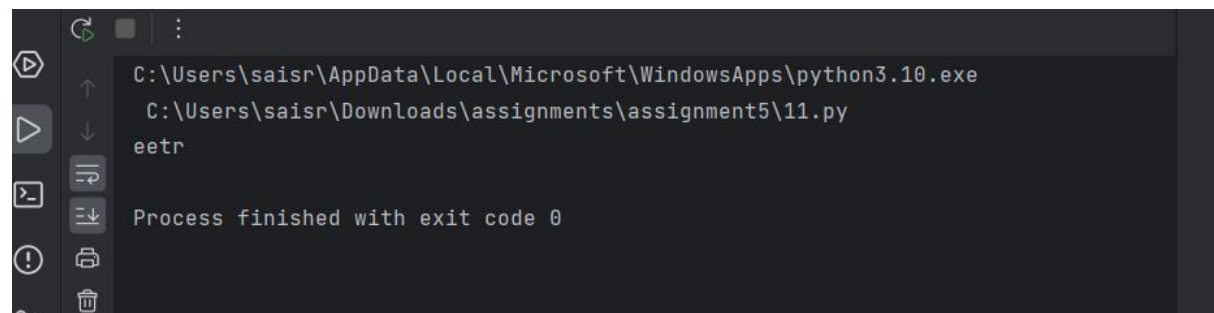 C:\Users\saisr\AppData\Local\Microsoft\WindowsApps\python3.10.exe
C:\Users\saisr\Downloads\assignments\assignment5\11.py
eetr
Process finished with exit code 0